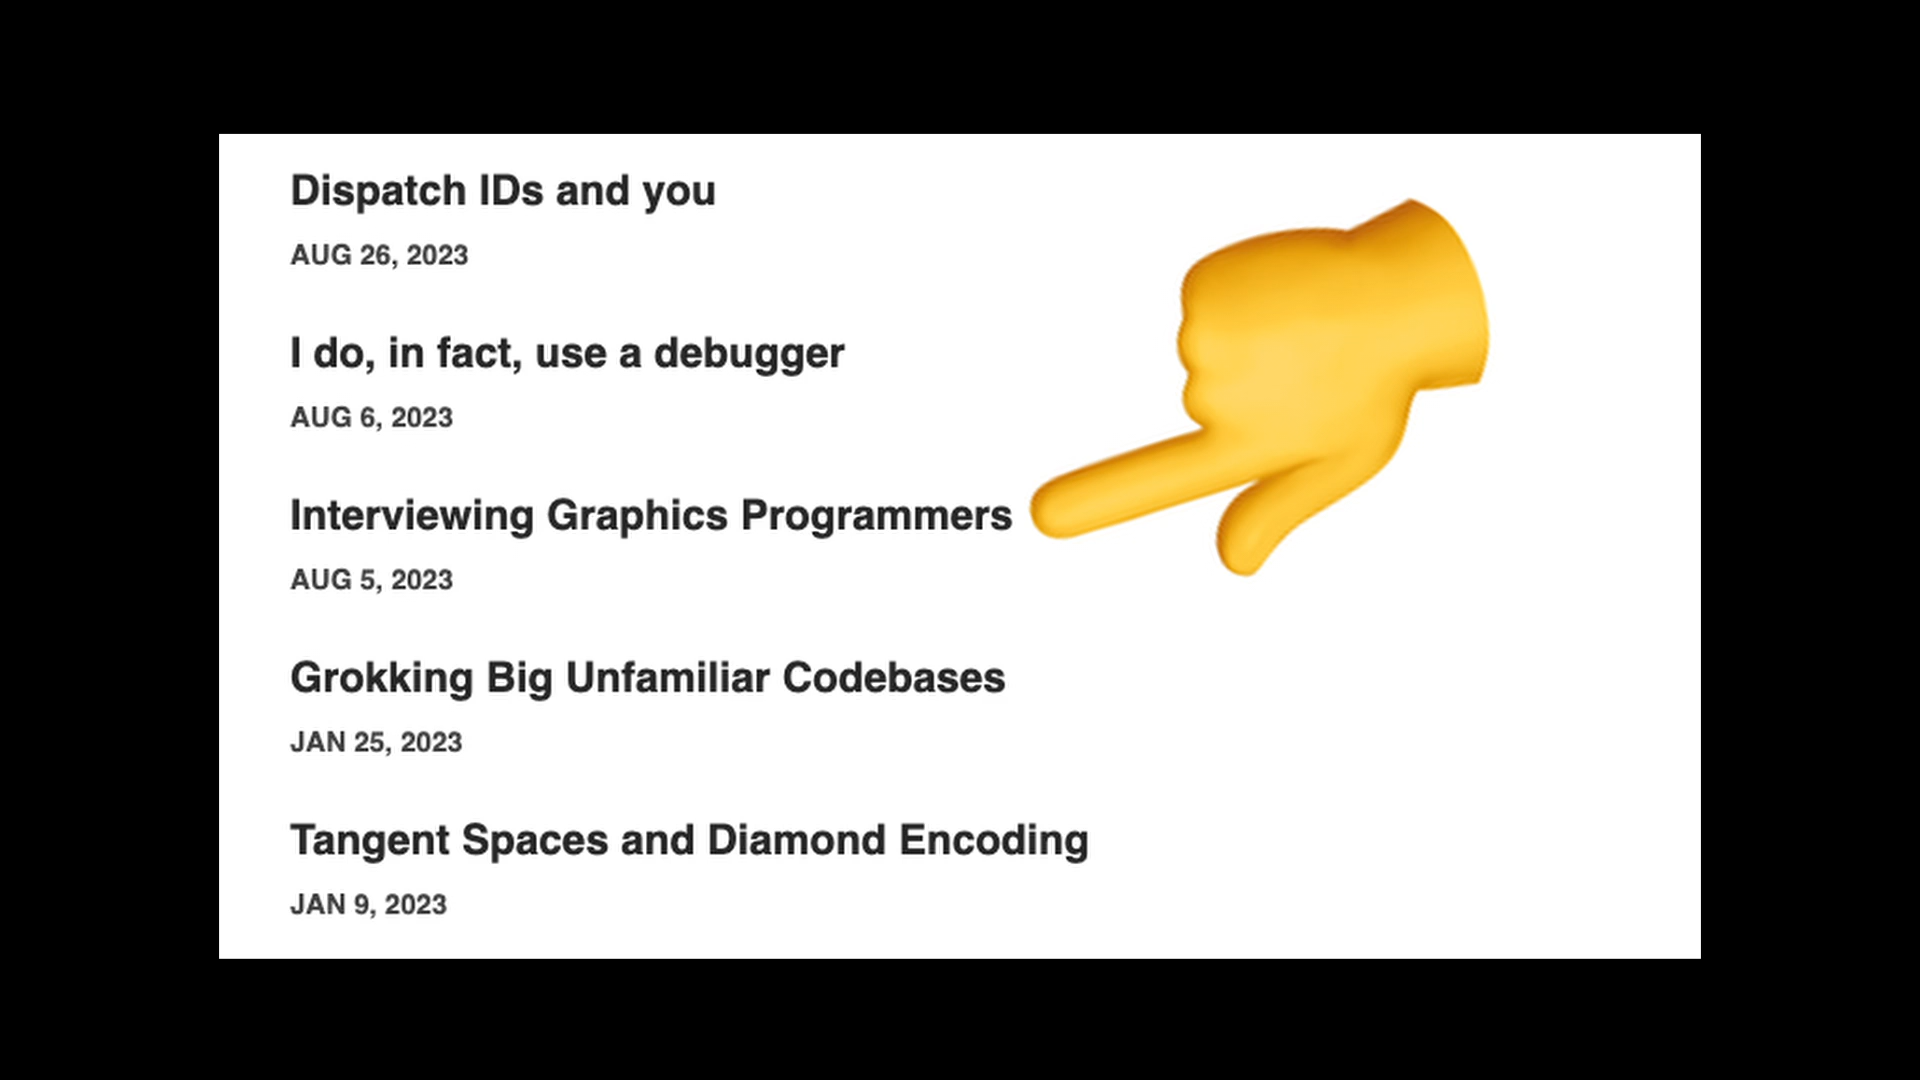 Dispatch IDs and you
AUG 26, 2023
I do, in fact, use a debugger
AUG 6, 2023
Interviewing Graphics Programmers
AUG 5, 2023
Grokking Big Unfamiliar Codebases
JAN 25, 2023
Tangent Spaces and Diamond Encoding
JAN 9, 2023